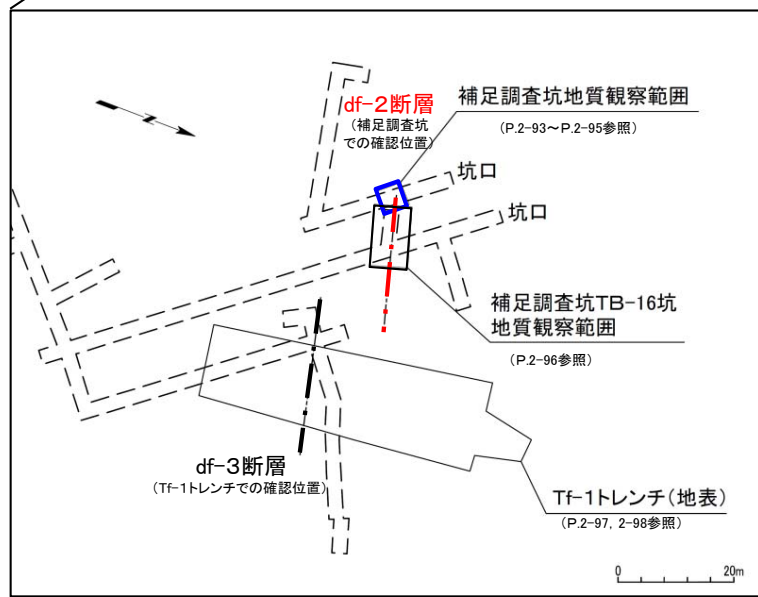 補足調査坑地質観察範囲
(P.2-93~P.2-95参照)
df-2断層
(補足調査坑
での確認位置)
坑口
坑口
補足調査坑TB-16坑
地質観察範囲
(P.2-96参照)
df-3断層
(Tf-1トレンチでの確認位置)
Tf-1トレンチ(地表)
(P.2-97, 2-98参照)
N
0 20m